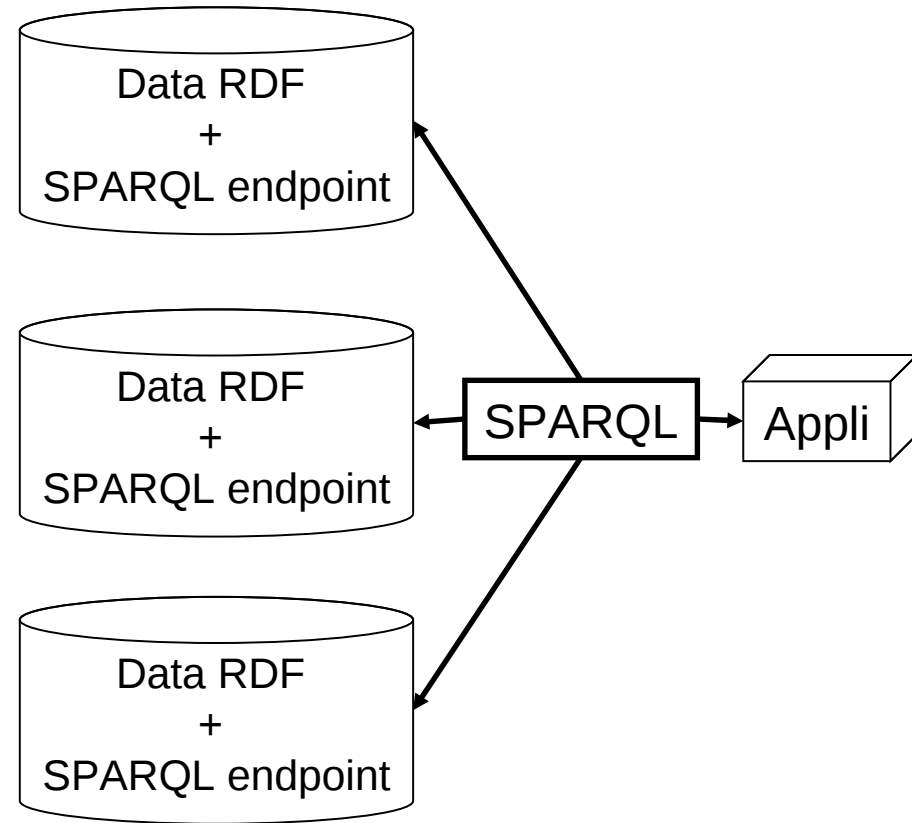 Data RDF
+
SPARQL endpoint
Data RDF
+
SPARQL endpoint
SPARQL
Appli
Data RDF
+
SPARQL endpoint